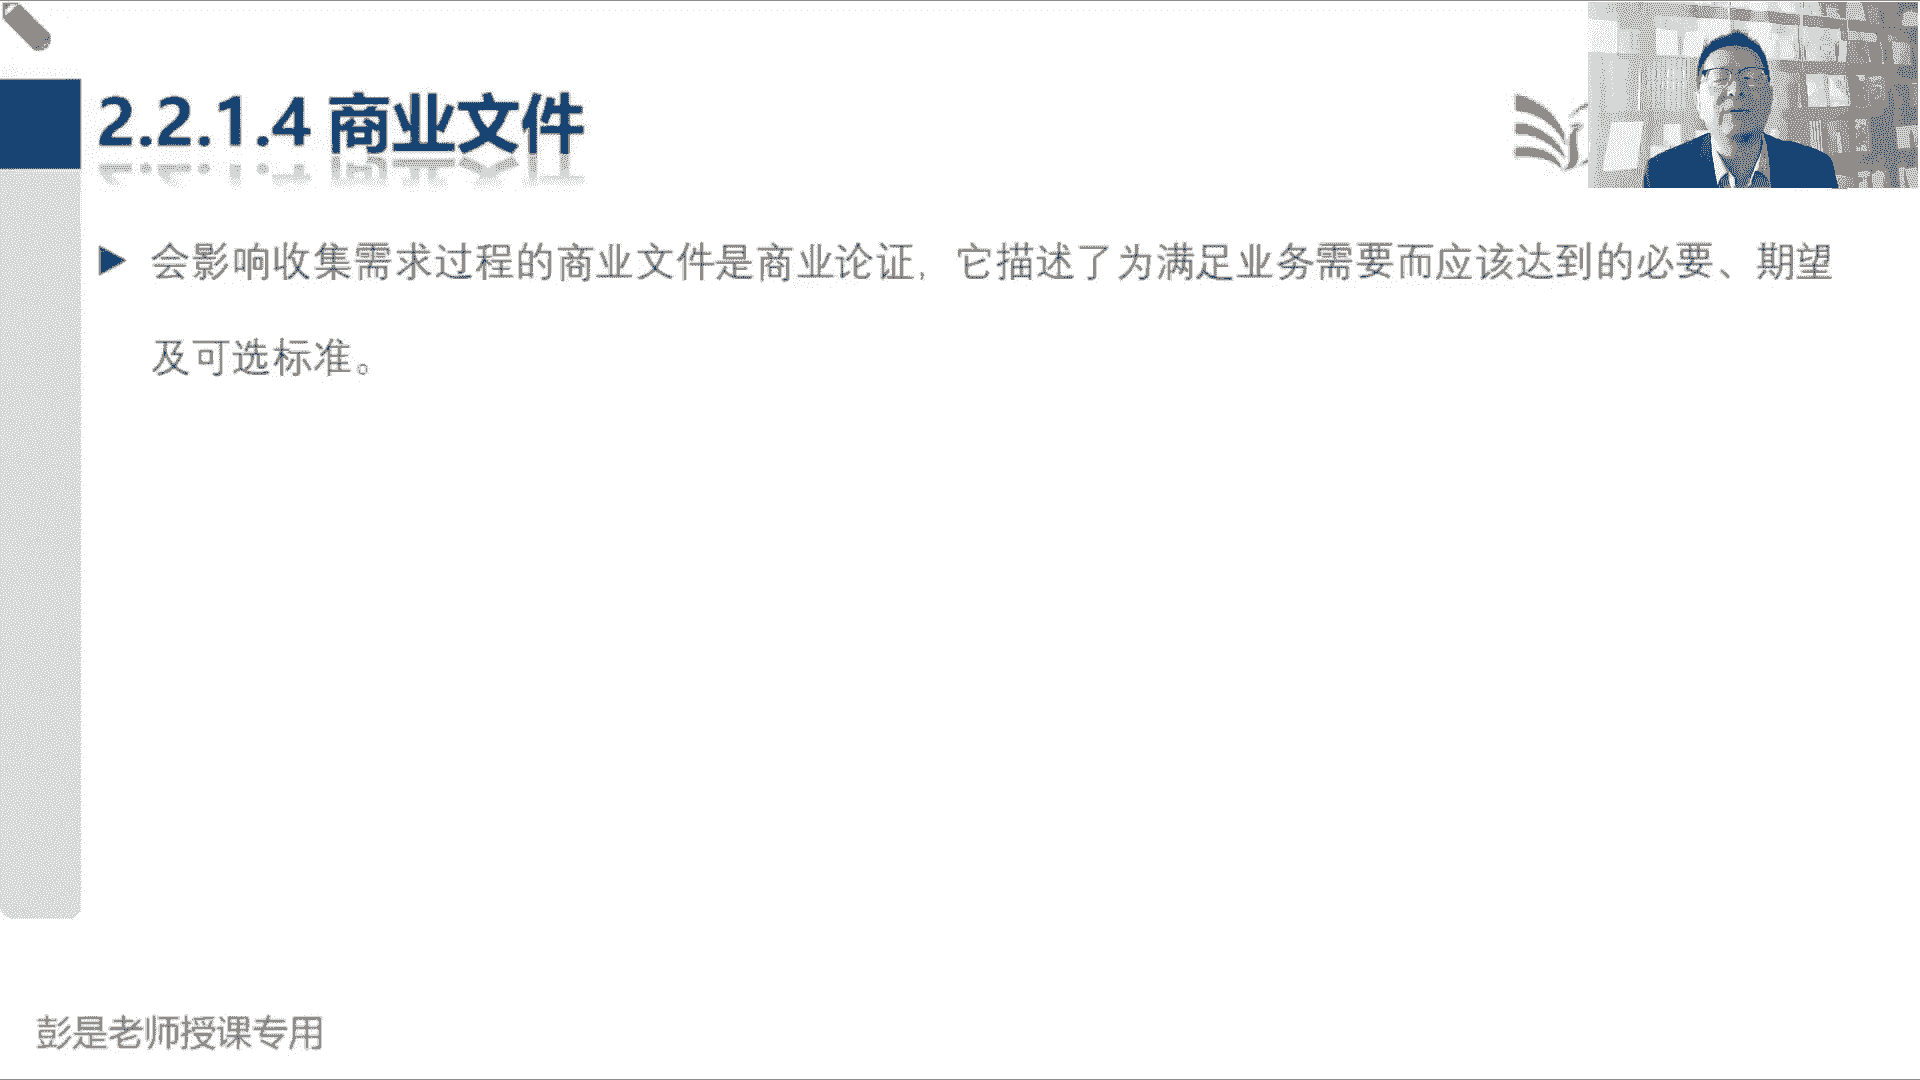 2.2.1.4 商业文件
会影响收集需求过程的商业文件是商业论证，它描述了为满足业务需要而应该达到的必要、期望
及可选标准。
彭是老师授课专用